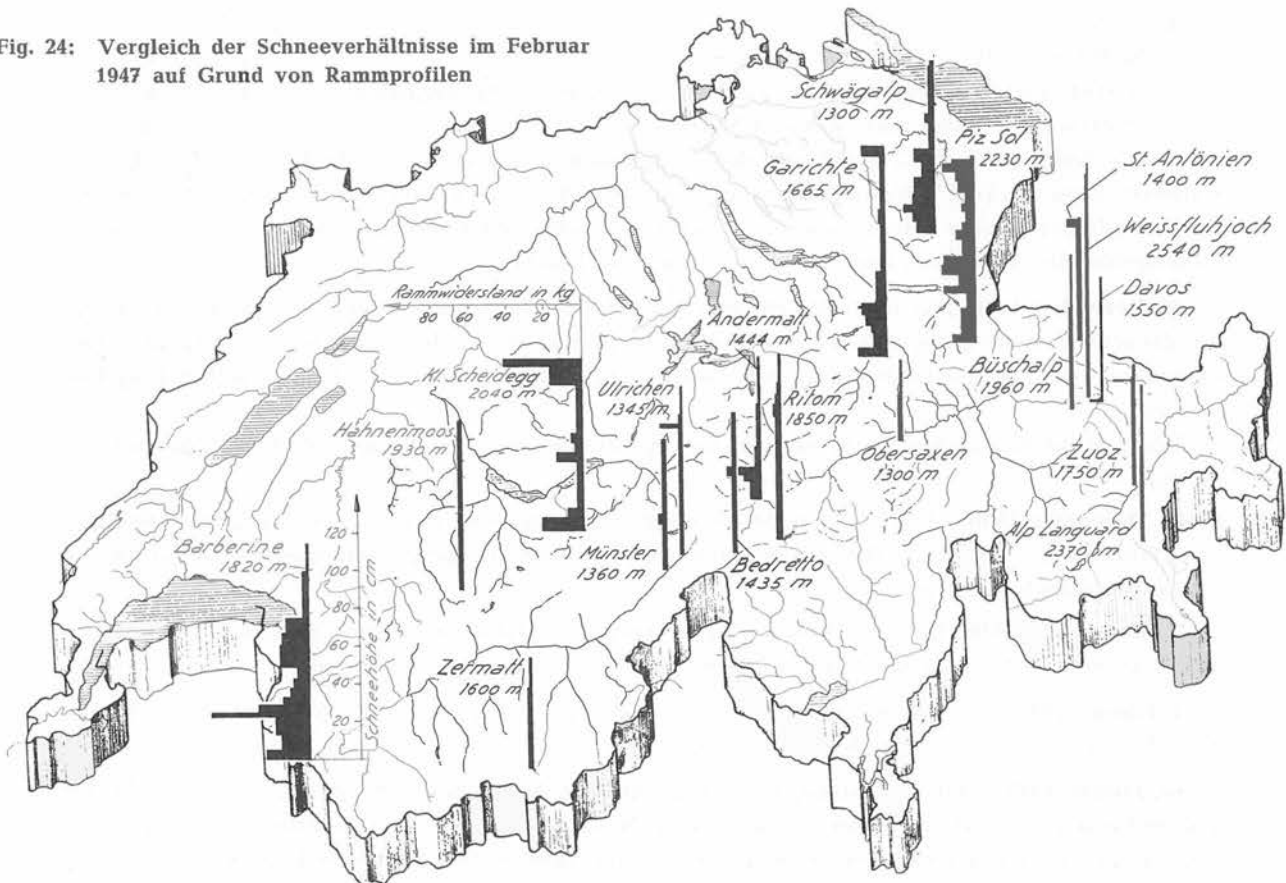 Fig. 24: Vergleich der Schneeverhältnisse im Februar
1947 auf Grund von Rammprofilen
Schwägalp
1300 m
Piz Sol
2230 m
Garichte
1665 m
St. Antönien
1400 m
Weissfluhjoch
2540 m
Davos
1550 m
Rammwiderstand in kg
80 60 40 20
Andermatt
1444 m
Kl. Scheidegg
2040 m
Ulrichen
1345 m
Ritom
1850 m
Büschalp
1960 m
Hahnenmoos
1930 m
Obersaxen
1300 m
Zuoz
1750 m
Barberine
1820 m
Münster
1360 m
Bedretto
1435 m
Alp Languard
2370 m
Zermatt
1600 m
Schneehöhe in cm
120
100
80
60
40
20